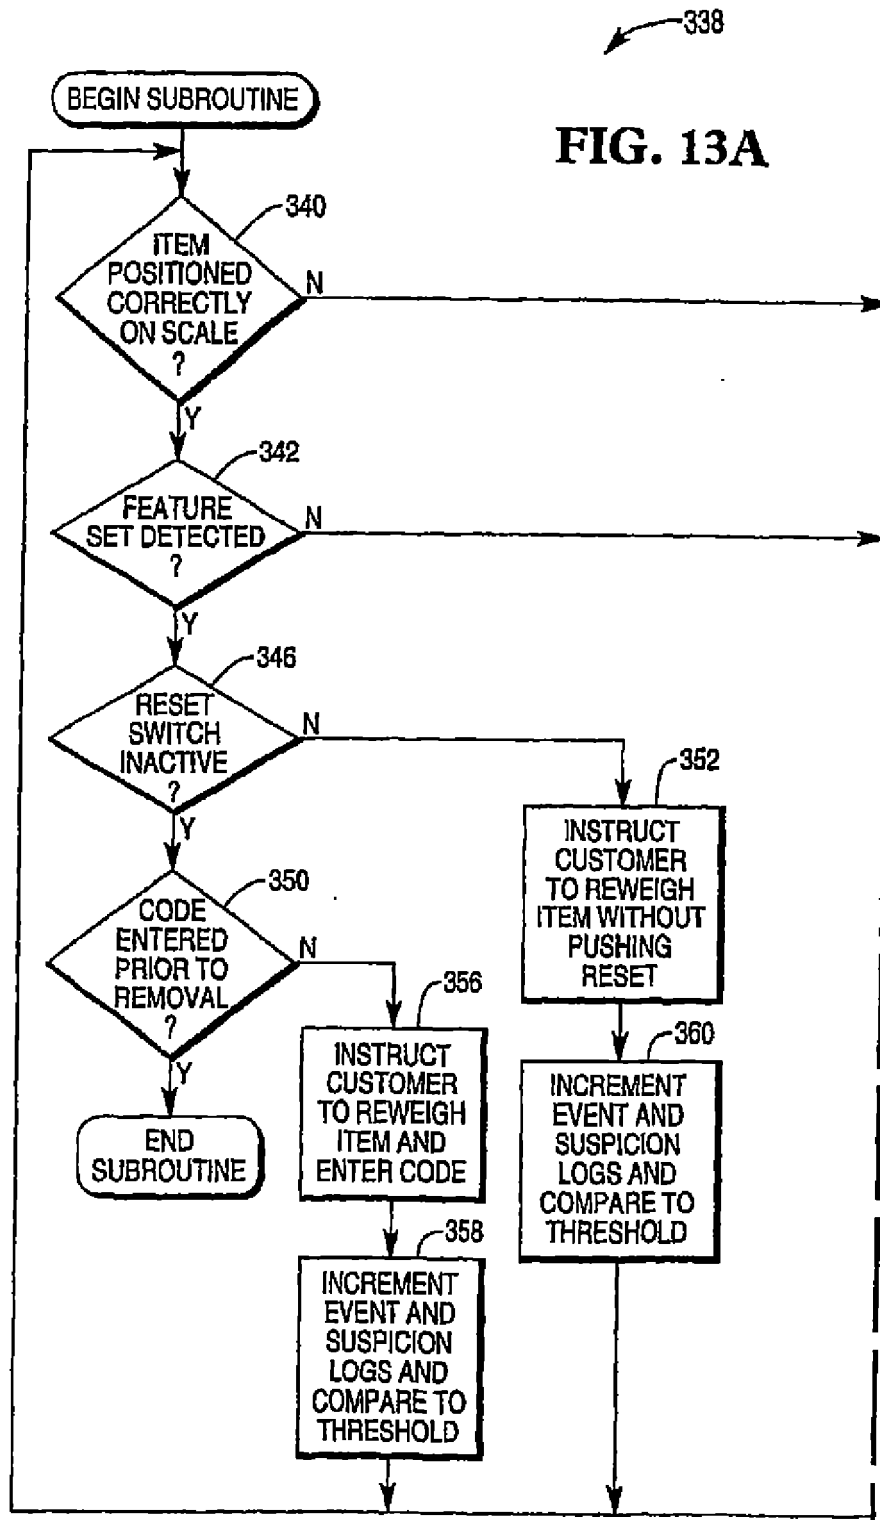 338
BEGIN SUBROUTINE
FIG. 13A
340
ITEM
POSITIONED
CORRECTLY
ON SCALE
?
N
Y
342
FEATURE
SET DETECTED
?
N
Y
346
RESET
SWITCH
INACTIVE
?
N
Y
352
INSTRUCT
CUSTOMER
TO REWEIGH
ITEM WITHOUT
PUSHING
RESET
350
CODE
ENTERED
PRIOR TO
REMOVAL
?
N
Y
356
INSTRUCT
CUSTOMER
TO REWEIGH
ITEM AND
ENTER CODE
360
INCREMENT
EVENT AND
SUSPICION
LOGS AND
COMPARE TO
THRESHOLD
END
SUBROUTINE
358
INCREMENT
EVENT AND
SUSPICION
LOGS AND
COMPARE TO
THRESHOLD